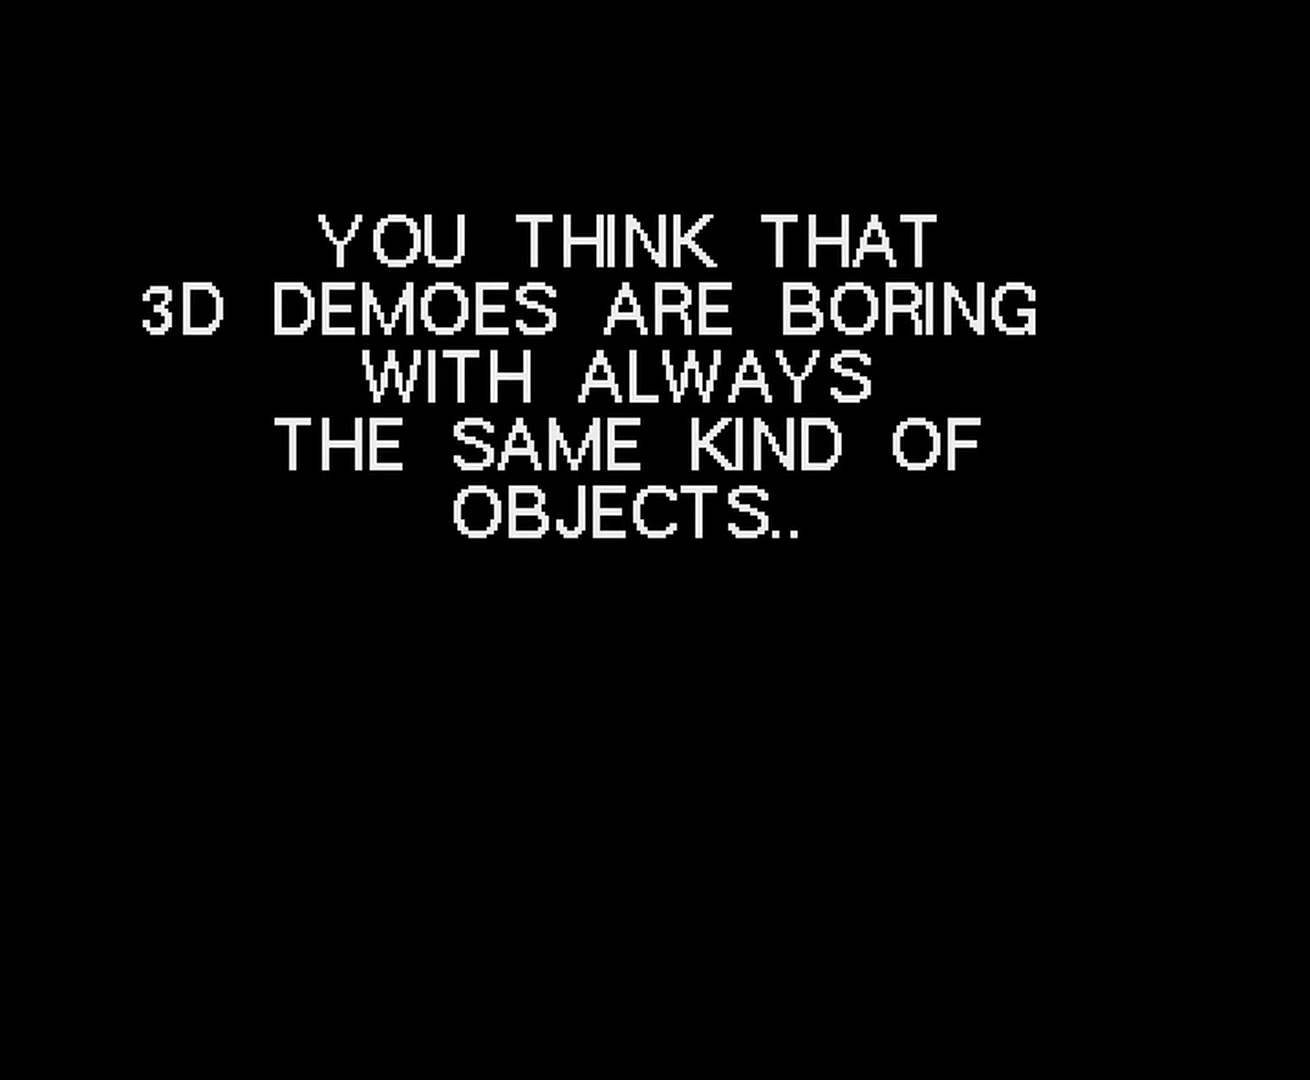 YOU THINK THAT
3D DEMOES ARE BORING
WITH ALWAYS
THE SAME KIND OF
OBJECTS..